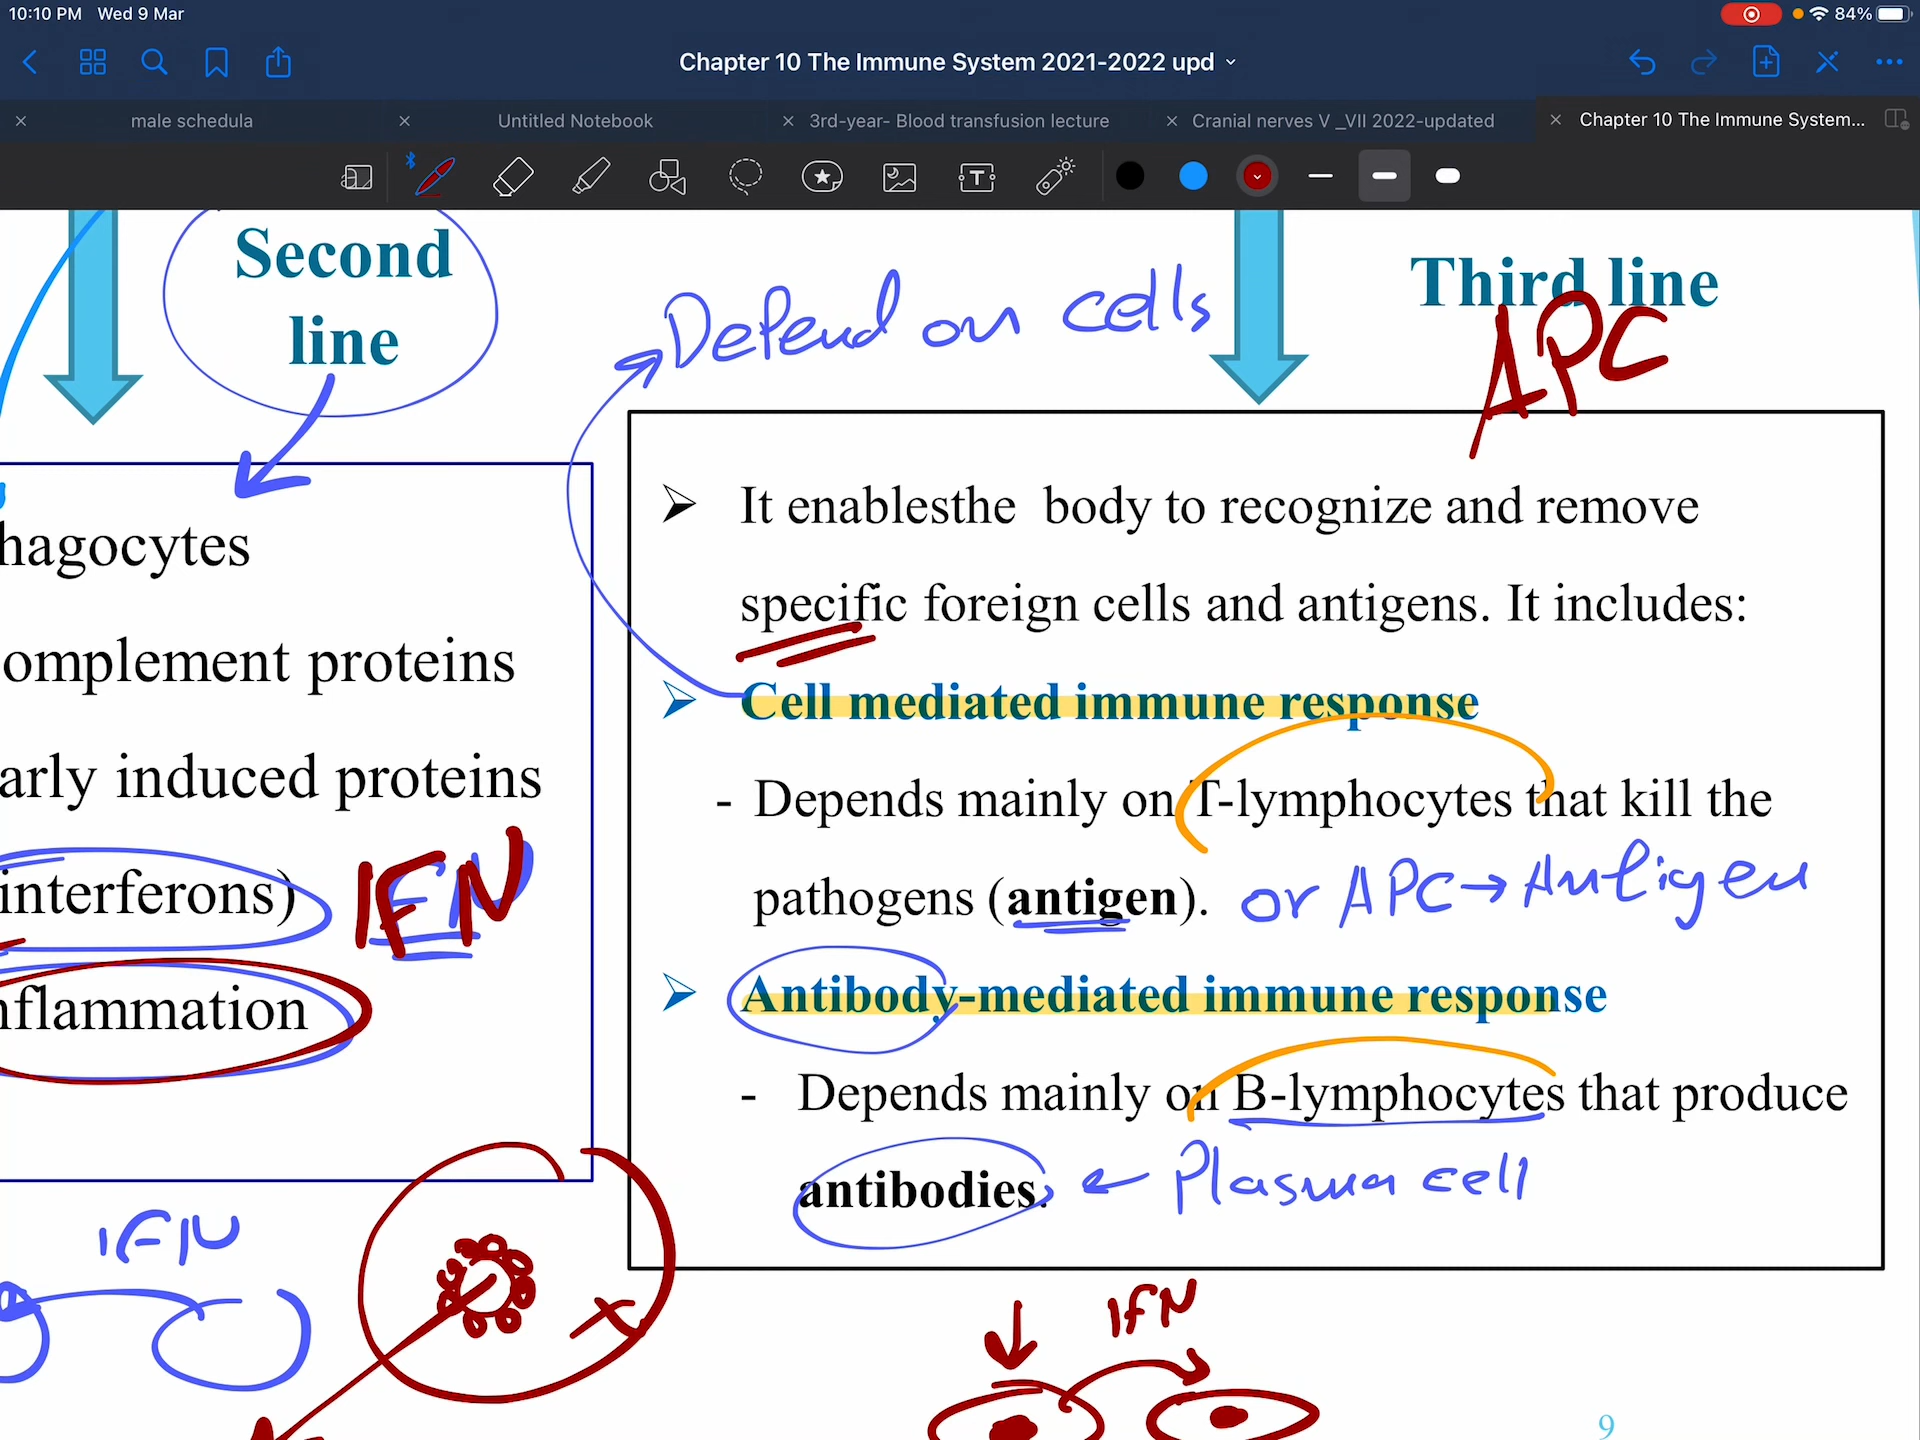 10:10 PM Wed 9 Mar
84%
Chapter 10 The Immune System 2021-2022 upd
male schedula
Untitled Notebook
3rd-year- Blood transfusion lecture
Cranial nerves V _VII 2022-updated
Chapter 10 The Immune System...
Second
line
Depend on cells
Third line
APC
hagocytes
omplement proteins
arly induced proteins
interferons)
IFN
nflammation
It enablesthe body to recognize and remove
specific foreign cells and antigens. It includes:
Cell mediated immune response
- Depends mainly on T-lymphocytes that kill the
pathogens (antigen). or APC → Antigen
Antibody-mediated immune response
- Depends mainly on B-lymphocytes that produce
antibodies. ← Plasma cell
IFN
IFN
9